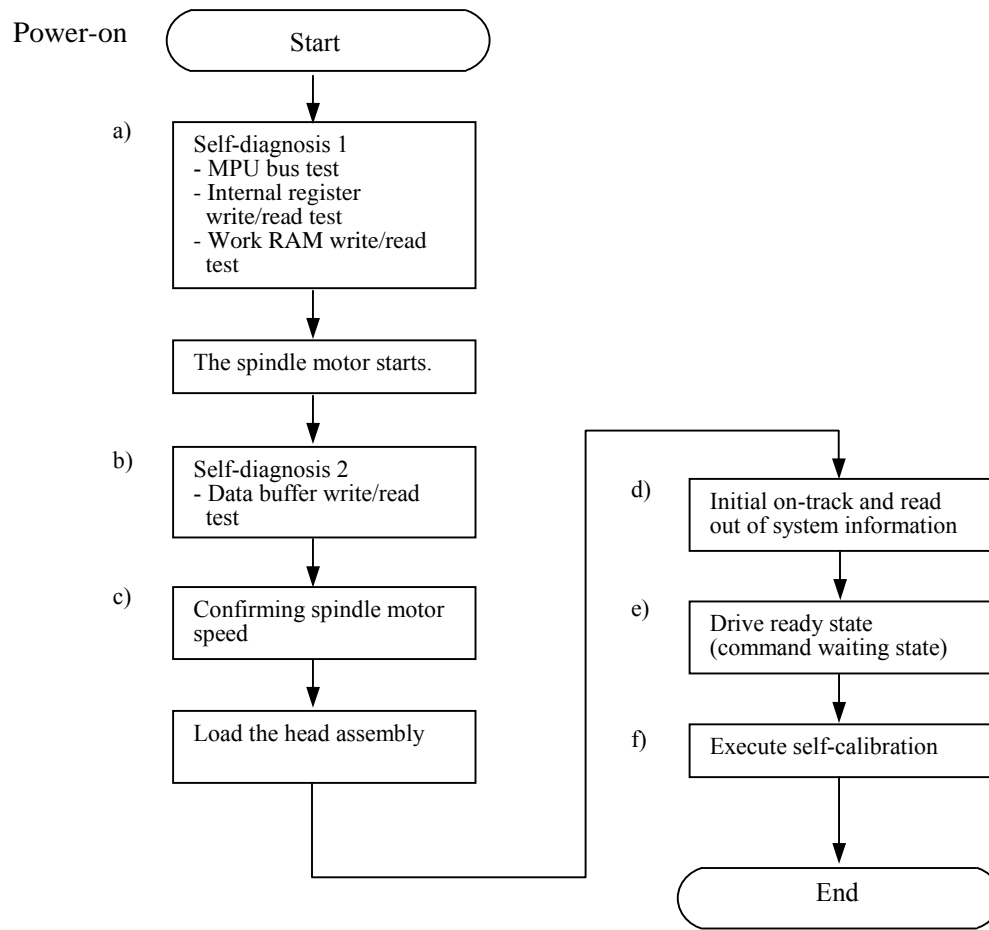 Power-on
Start
a)
Self-diagnosis 1
- MPU bus test
- Internal register
write/read test
- Work RAM write/read
test
The spindle motor starts.
b)
Self-diagnosis 2
- Data buffer write/read
test
c)
Confirming spindle motor
speed
Load the head assembly
d)
Initial on-track and read
out of system information
e)
Drive ready state
(command waiting state)
f)
Execute self-calibration
End